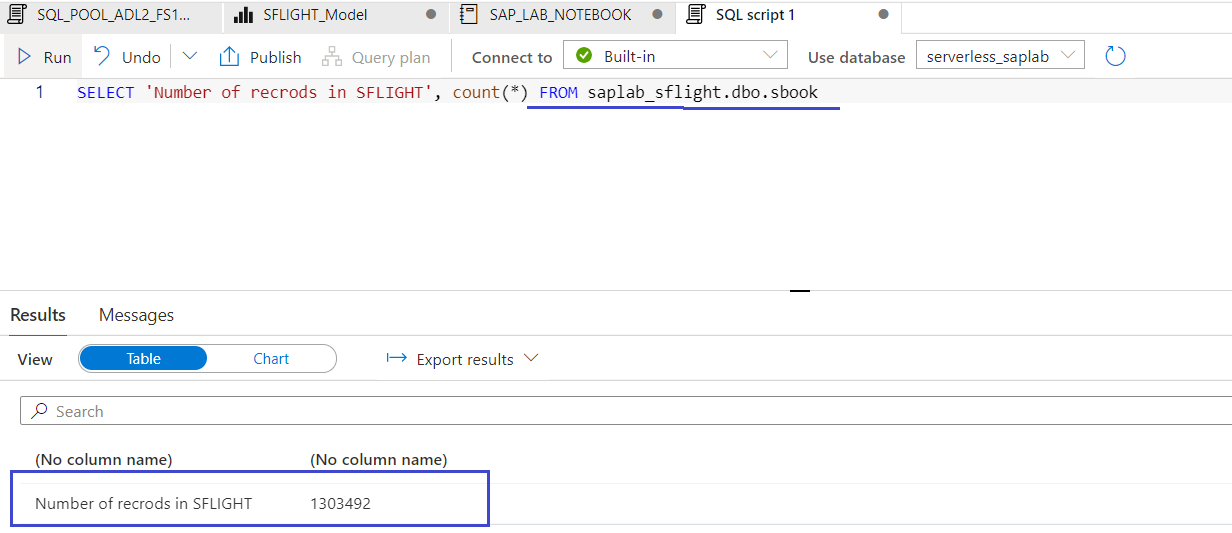 SQL_POOL_ADL2_FS1... SFLIGHT_Model SAP_LAB_NOTEBOOK SQL script 1
Run Undo Publish Query plan Connect to Built-in Use database serverless_saplab
1 SELECT 'Number of recrods in SFLIGHT', count(*) FROM saplab_sflight.dbo.sbook
Results Messages
View Table Chart Export results
Search
(No column name) (No column name)
Number of recrods in SFLIGHT 1303492